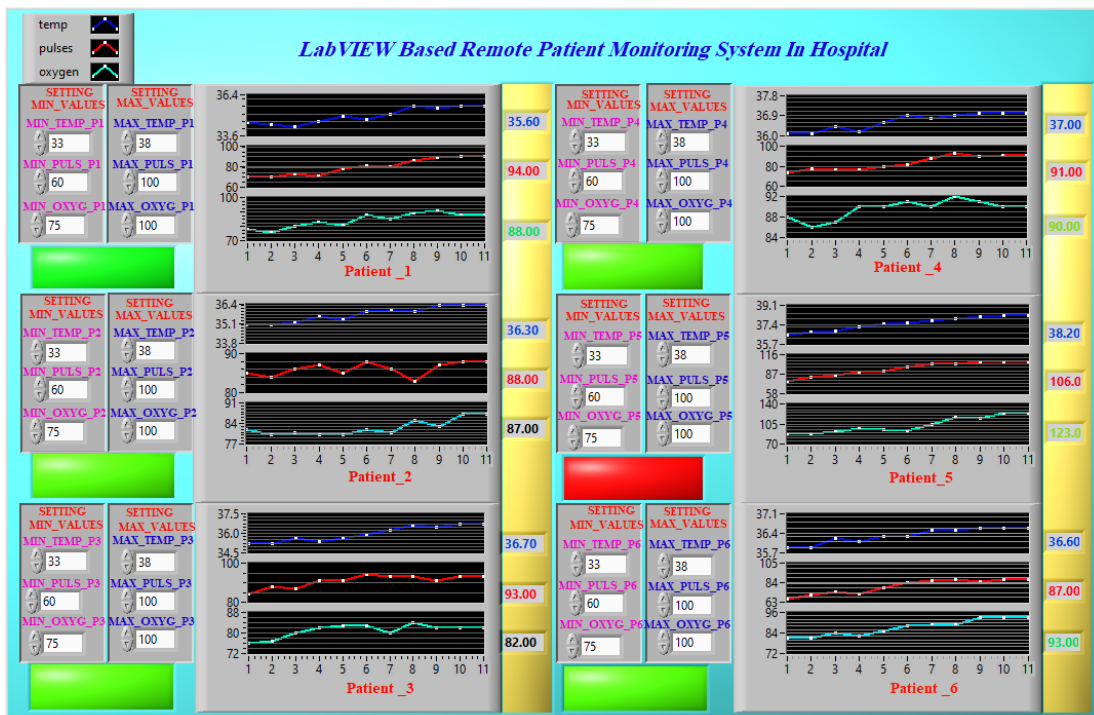 temp
pulses
oxygen
LabVIEW Based Remote Patient Monitoring System In Hospital
SETTING MIN_VALUES
SETTING MAX_VALUES
MIN_TEMP_P1
33
MAX_TEMP_P1
38
MIN_PULS_P1
60
MAX_PULS_P1
100
MIN_OXYG_P1
75
MAX_OXYG_P1
100
36.4
33.6
100
80
60
100
70
1 2 3 4 5 6 7 8 9 10 11
Patient _1
35.60
94.00
88.00
SETTING MIN_VALUES
SETTING MAX_VALUES
MIN_TEMP_P4
33
MAX_TEMP_P4
38
MIN_PULS_P4
60
MAX_PULS_P4
100
MIN_OXYG_P4
75
MAX_OXYG_P4
100
37.8
36.9
36.0
100
80
60
92
88
84
1 2 3 4 5 6 7 8 9 10 11
Patient _4
37.00
91.00
90.00
SETTING MIN_VALUES
SETTING MAX_VALUES
MIN_TEMP_P2
33
MAX_TEMP_P2
38
MIN_PULS_P2
60
MAX_PULS_P2
100
MIN_OXYG_P2
75
MAX_OXYG_P2
100
36.4
35.1
33.8
90
80
91
84
77
1 2 3 4 5 6 7 8 9 10 11
Patient_2
36.30
88.00
87.00
SETTING MIN_VALUES
SETTING MAX_VALUES
MIN_TEMP_P5
33
MAX_TEMP_P5
38
MIN_PULS_P5
60
MAX_PULS_P5
100
MIN_OXYG_P5
75
MAX_OXYG_P5
100
39.1
37.4
35.7
116
87
58
140
105
70
1 2 3 4 5 6 7 8 9 10 11
Patient_5
38.20
106.0
123.0
SETTING MIN_VALUES
SETTING MAX_VALUES
MIN_TEMP_P3
33
MAX_TEMP_P3
38
MIN_PULS_P3
60
MAX_PULS_P3
100
MIN_OXYG_P3
75
MAX_OXYG_P3
100
37.5
36.0
34.5
100
80
88
80
72
1 2 3 4 5 6 7 8 9 10 11
Patient _3
36.70
93.00
82.00
SETTING MIN_VALUES
SETTING MAX_VALUES
MIN_TEMP_P6
33
MAX_TEMP_P6
38
MIN_PULS_P6
60
MAX_PULS_P6
100
MIN_OXYG_P6
75
MAX_OXYG_P6
100
37.1
36.4
35.7
105
84
63
96
84
72
1 2 3 4 5 6 7 8 9 10 11
Patient _6
36.60
87.00
93.00